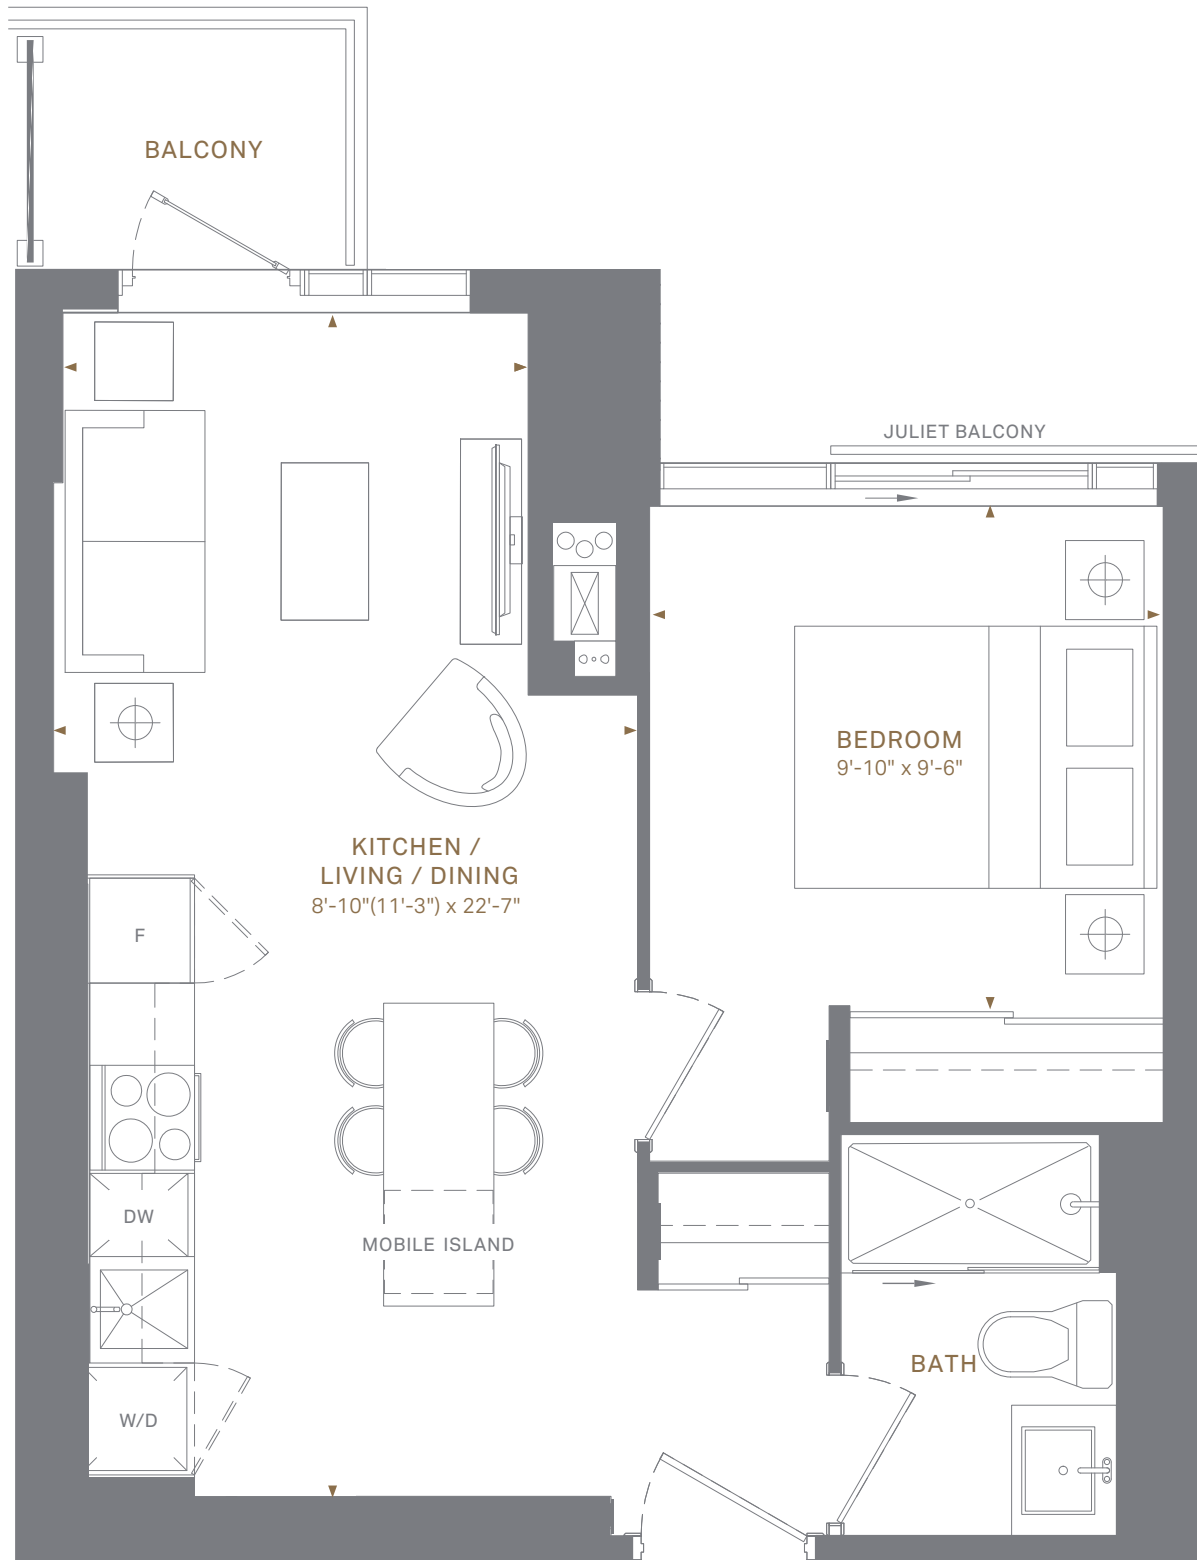 BALCONY
JULIET BALCONY
BEDROOM
9'-10" x 9'-6"
KITCHEN /
LIVING / DINING
8'-10"(11'-3") x 22'-7"
F
DW
MOBILE ISLAND
BATH
W/D